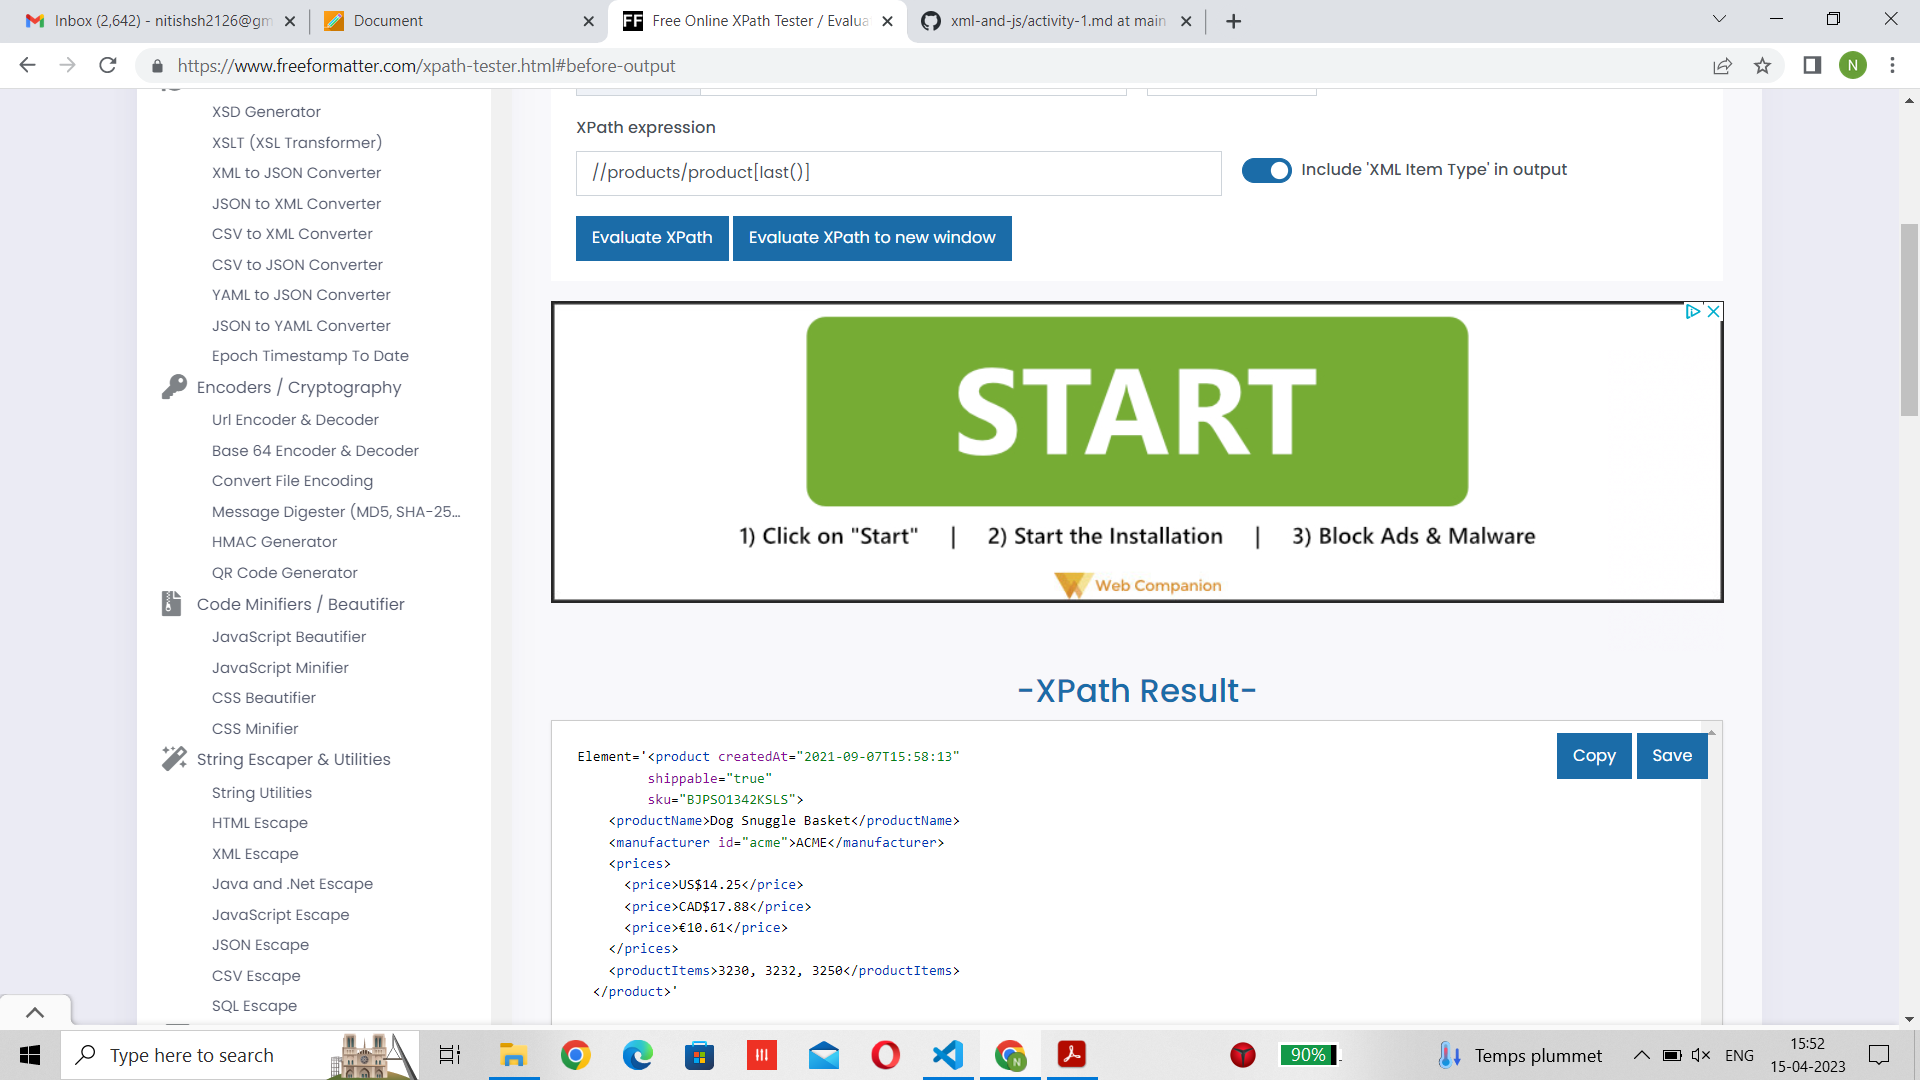 Inbox (2,642) - nitishsh2126@gm
Document
FF Free Online XPath Tester / Evalua
xml-and-js/activity-1.md at main
https://www.freeformatter.com/xpath-tester.html#before-output
N
XSD Generator
XSLT (XSL Transformer)
XML to JSON Converter
JSON to XML Converter
CSV to XML Converter
CSV to JSON Converter
YAML to JSON Converter
JSON to YAML Converter
Epoch Timestamp To Date
Encoders / Cryptography
Url Encoder & Decoder
Base 64 Encoder & Decoder
Convert File Encoding
Message Digester (MD5, SHA-25...
HMAC Generator
QR Code Generator
Code Minifiers / Beautifier
JavaScript Beautifier
JavaScript Minifier
CSS Beautifier
CSS Minifier
String Escaper & Utilities
String Utilities
HTML Escape
XML Escape
Java and .Net Escape
JavaScript Escape
JSON Escape
CSV Escape
SQL Escape
XPath expression
//products/product[last()]
Include 'XML Item Type' in output
Evaluate XPath
Evaluate XPath to new window
START
1) Click on "Start" | 2) Start the Installation | 3) Block Ads & Malware
Web Companion
-XPath Result-
Copy
Save
Element='<product createdAt="2021-09-07T15:58:13"
shippable="true"
sku="BJPSO1342KSLS">
<productName>Dog Snuggle Basket</productName>
<manufacturer id="acme">ACME</manufacturer>
<prices>
<price>US$14.25</price>
<price>CAD$17.88</price>
<price>€10.61</price>
</prices>
<productItems>3230, 3232, 3250</productItems>
</product>'
Type here to search
N
90%
Temps plummet
ENG
15:52
15-04-2023